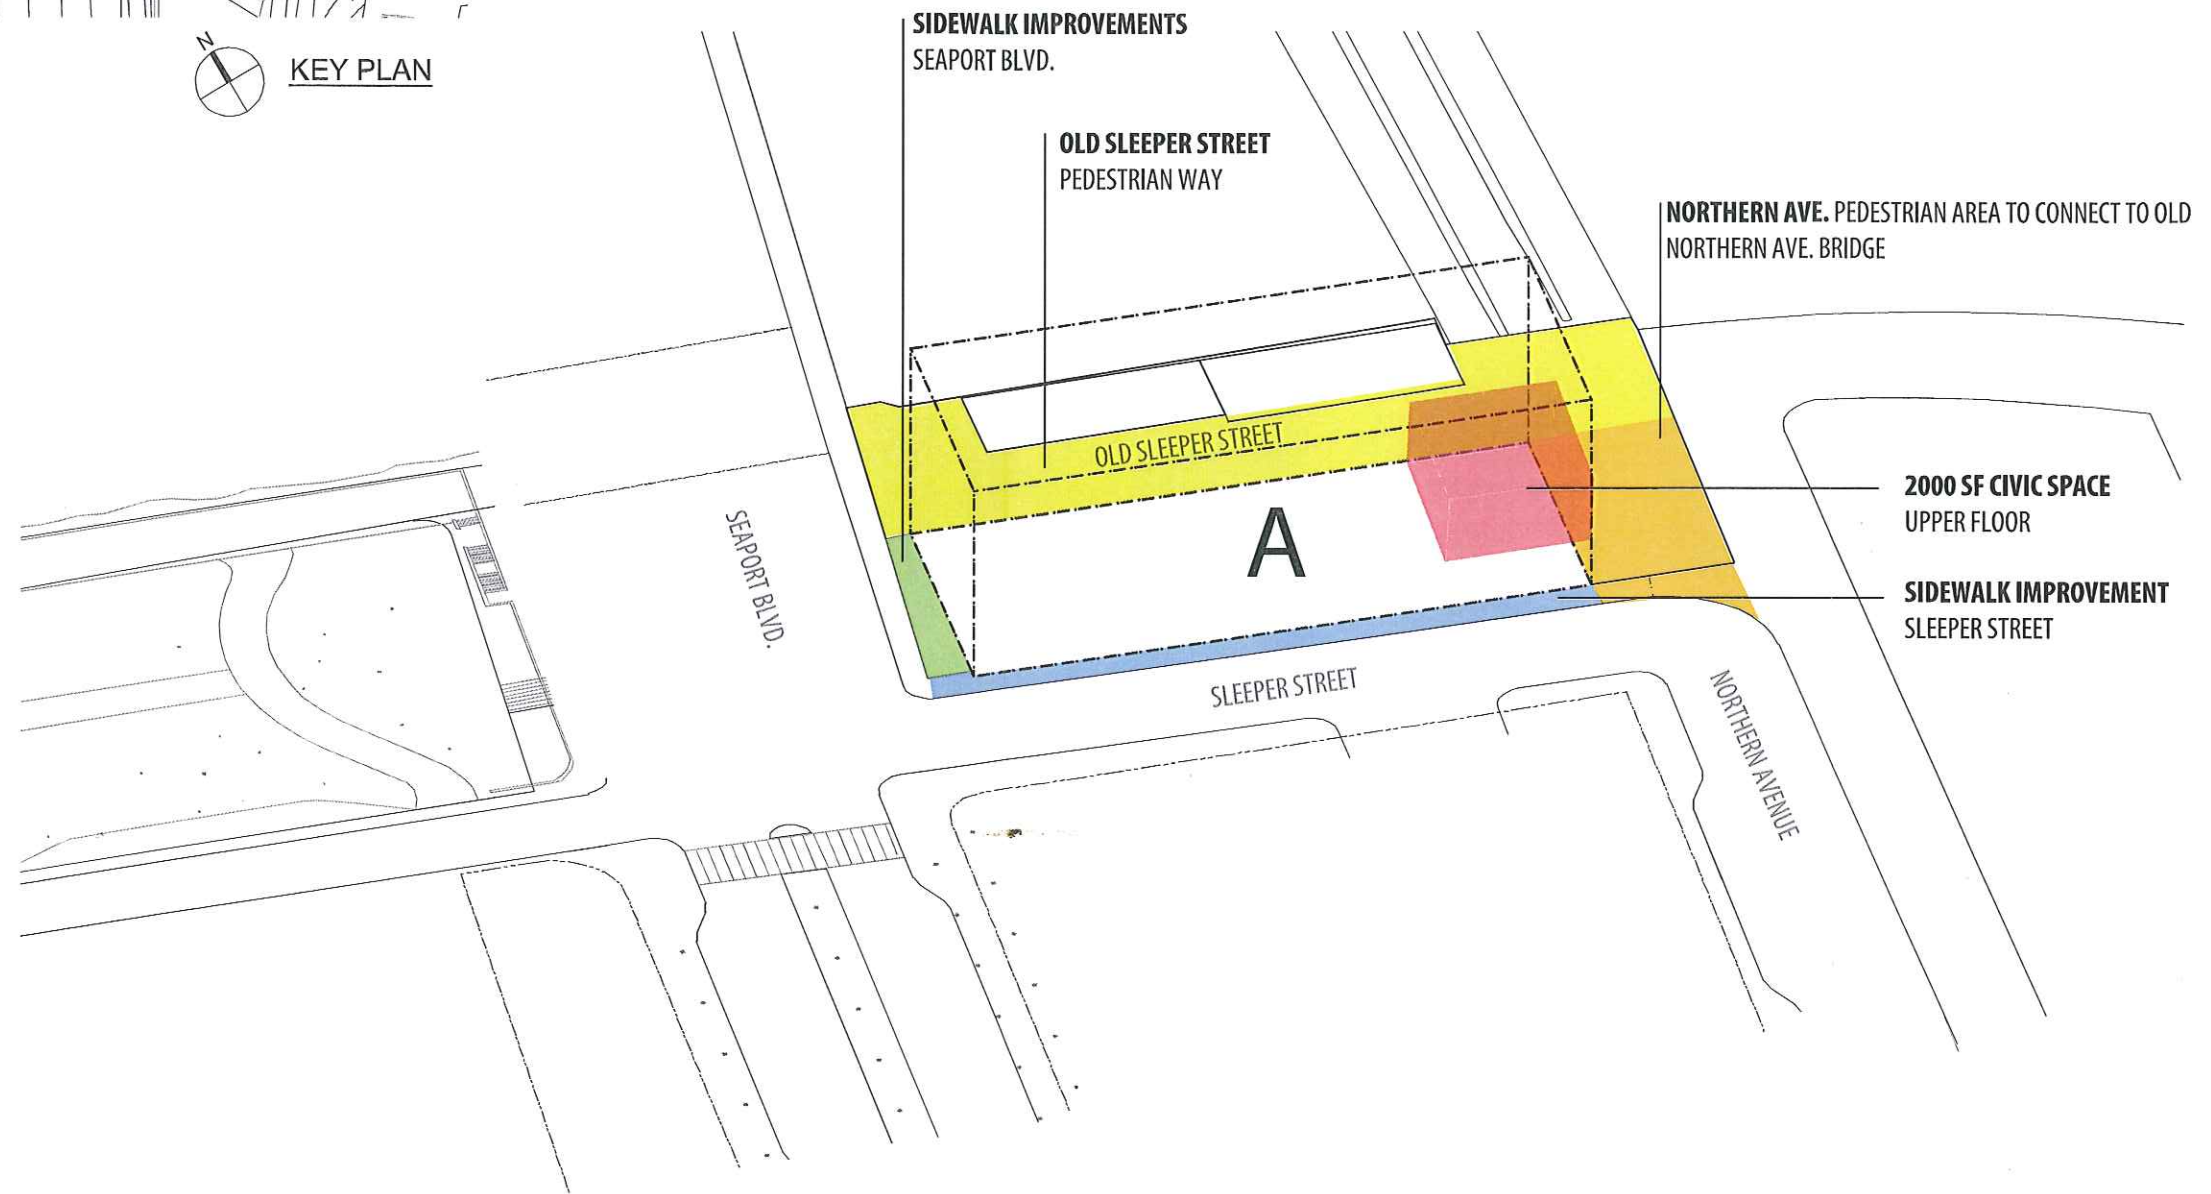 SIDEWALK IMPROVEMENTS
SEAPORT BLVD.
N
KEY PLAN
OLD SLEEPER STREET
PEDESTRIAN WAY
NORTHERN AVE. PEDESTRIAN AREA TO CONNECT TO OLD
NORTHERN AVE. BRIDGE
OLD SLEEPER STREET
2000 SF CIVIC SPACE
UPPER FLOOR
A
SEAPORT BLVD.
SIDEWALK IMPROVEMENT
SLEEPER STREET
SLEEPER STREET
NORTHERN AVENUE